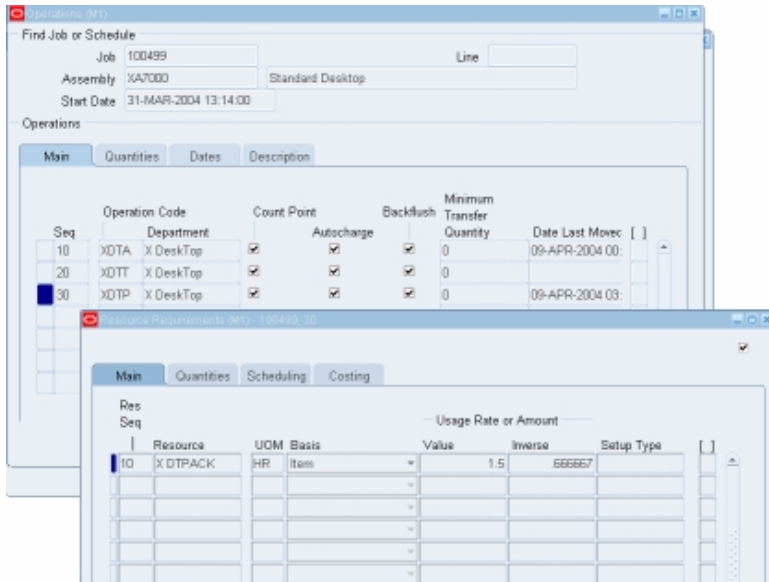 Operations (M1)
Find Job or Schedule
Job 100499 Line
Assembly XA7000 Standard Desktop
Start Date 31-MAR-2004 13:14:00
Operations
Main Quantities Dates Description
Minimum
Operation Code Count Point Backflush Transfer
Seq Department Autocharge Quantity Date Last Movec [ ]
10 XDTA X DeskTop 0 09-APR-2004 00:
20 XDTT X DeskTop 0
30 XDTP X DeskTop 0 09-APR-2004 03:
Resource Requirements (M1) - 100499, 30
Main Quantities Scheduling Costing
Res
Seq Usage Rate or Amount
Resource UOM Basis Value Inverse Setup Type [ ]
10 X DTPACK HR Item 1.5 .666667